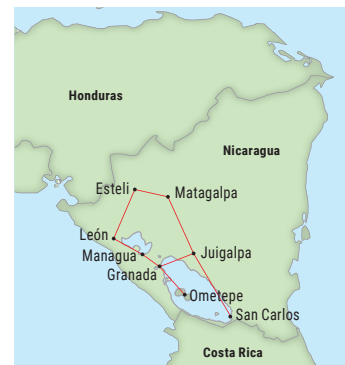 Honduras
Nicaragua
Esteli
Matagalpa
León
Managua
Juigalpa
Granada
Ometepe
San Carlos
Costa Rica